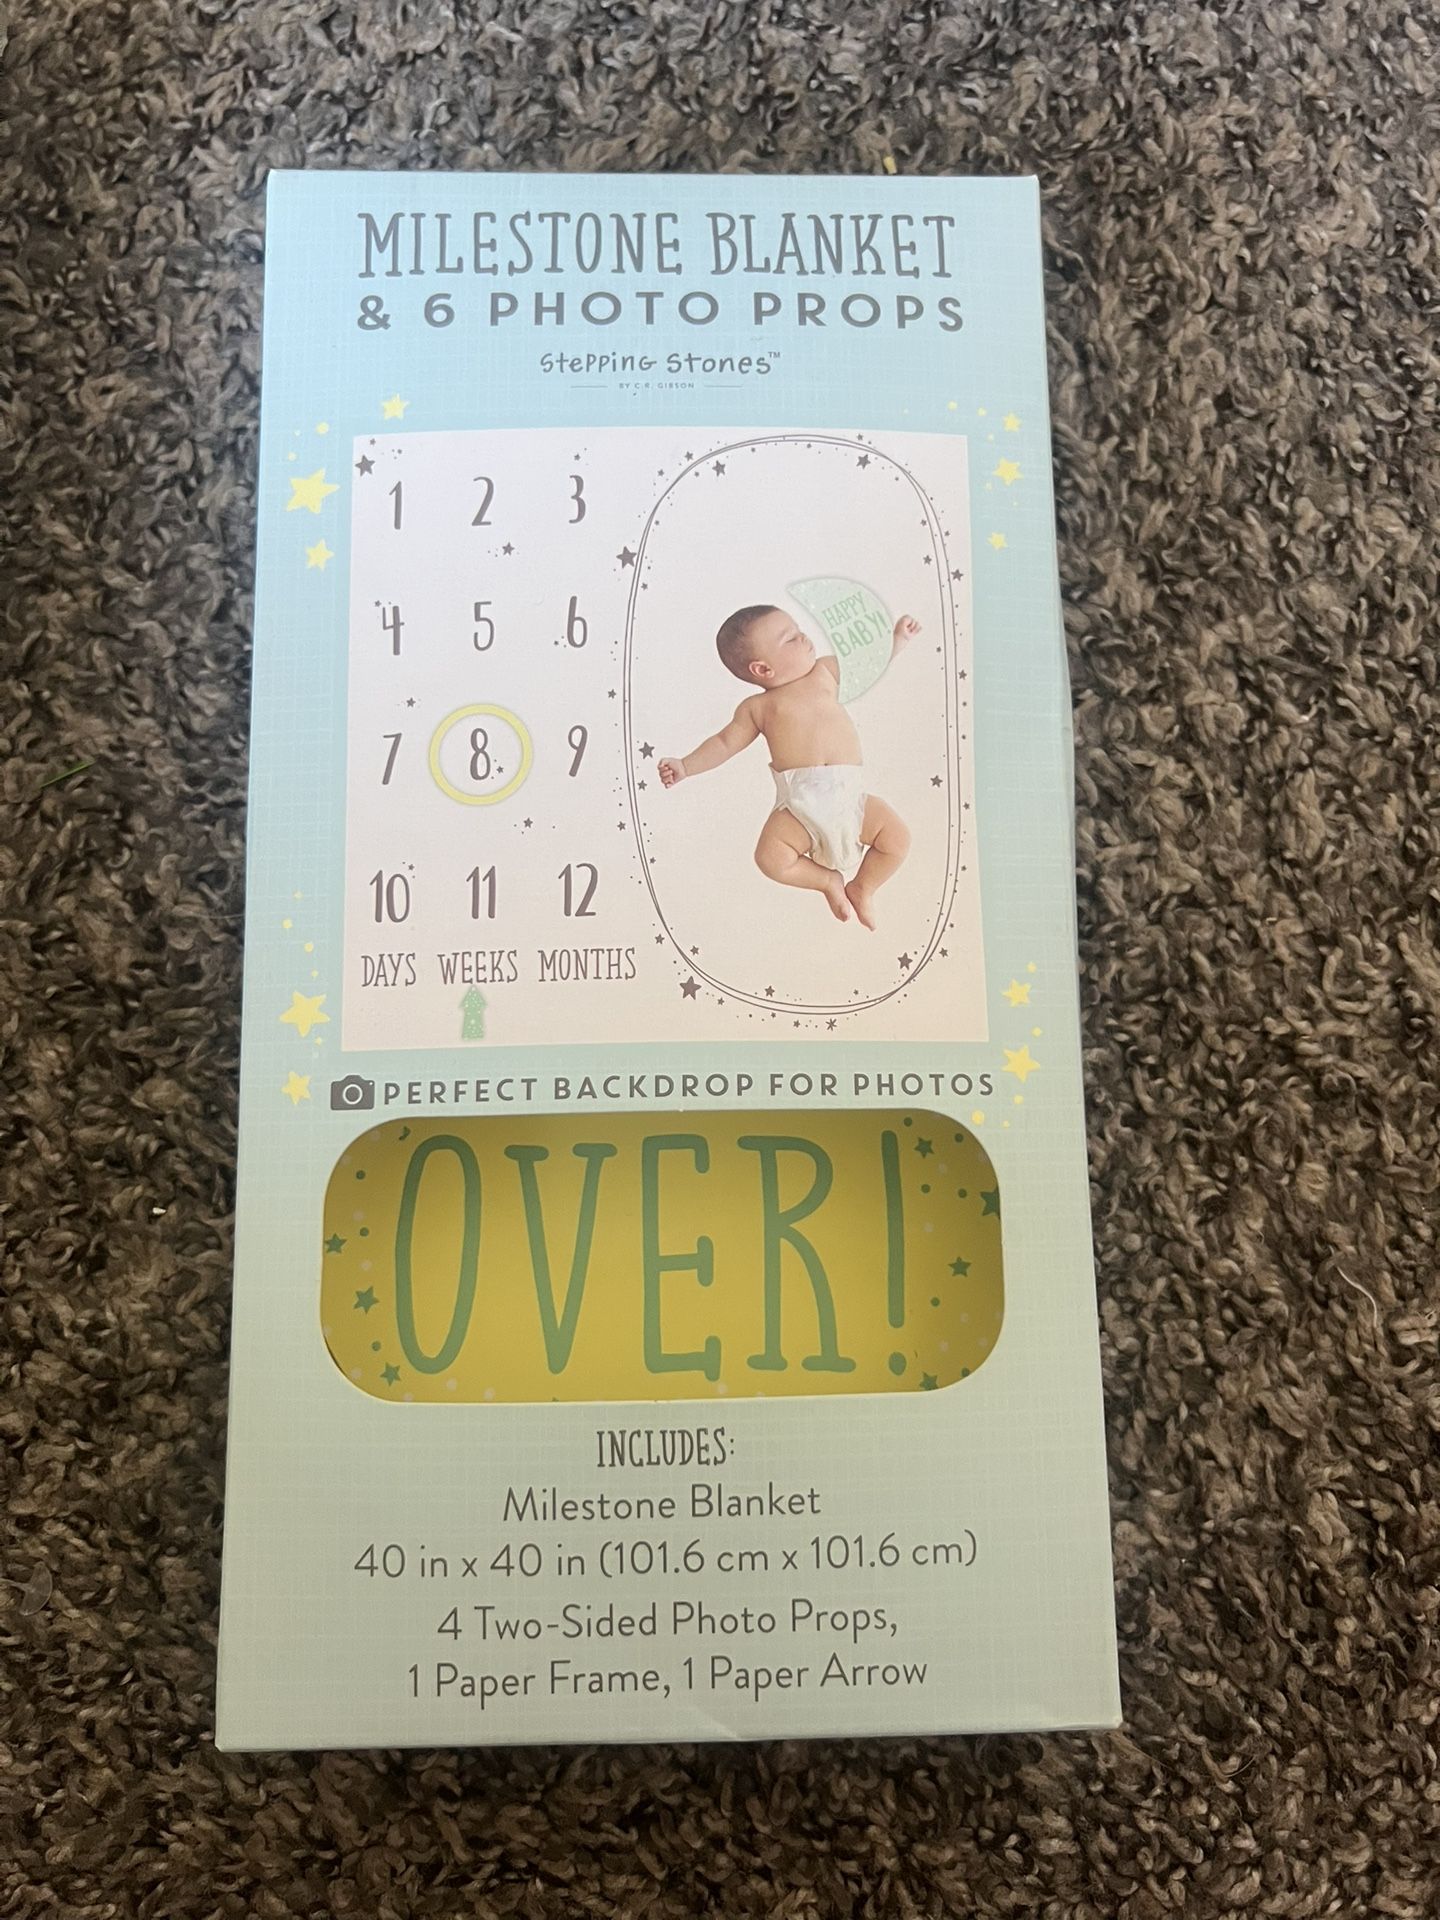 MILESTONE BLANKET
& 6 PHOTO PROPS
Stepping Stones™
BY C.R. GIBSON
1 2 3
4 5 6
7 8 9
10 11 12
DAYS WEEKS MONTHS
HAPPY
BABY!
PERFECT BACKDROP FOR PHOTOS
OVER!
INCLUDES:
Milestone Blanket
40 in x 40 in (101.6 cm x 101.6 cm)
4 Two-Sided Photo Props,
1 Paper Frame, 1 Paper Arrow